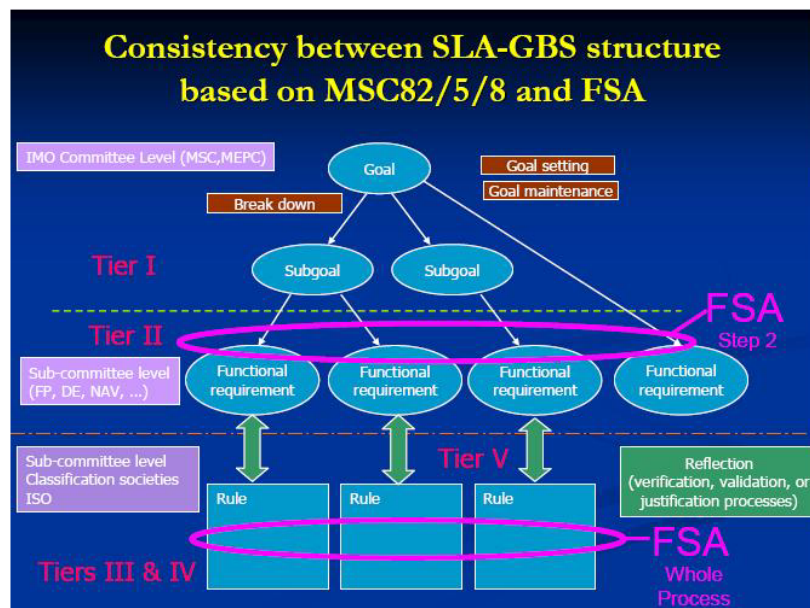 Consistency between SLA-GBS structure
based on MSC82/5/8 and FSA
IMO Committee Level (MSC,MEPC)
Goal
Goal setting
Goal maintenance
Break down
Tier I
Subgoal
Subgoal
FSA
Step 2
Tier II
Sub-committee level
(FP, DE, NAV, ...)
Functional
requirement
Functional
requirement
Functional
requirement
Functional
requirement
Sub-committee level
Classification societies
ISO
Tier V
Reflection
(verification, validation, or
justification processes)
Rule
Rule
Rule
FSA
Whole
Process
Tiers III & IV